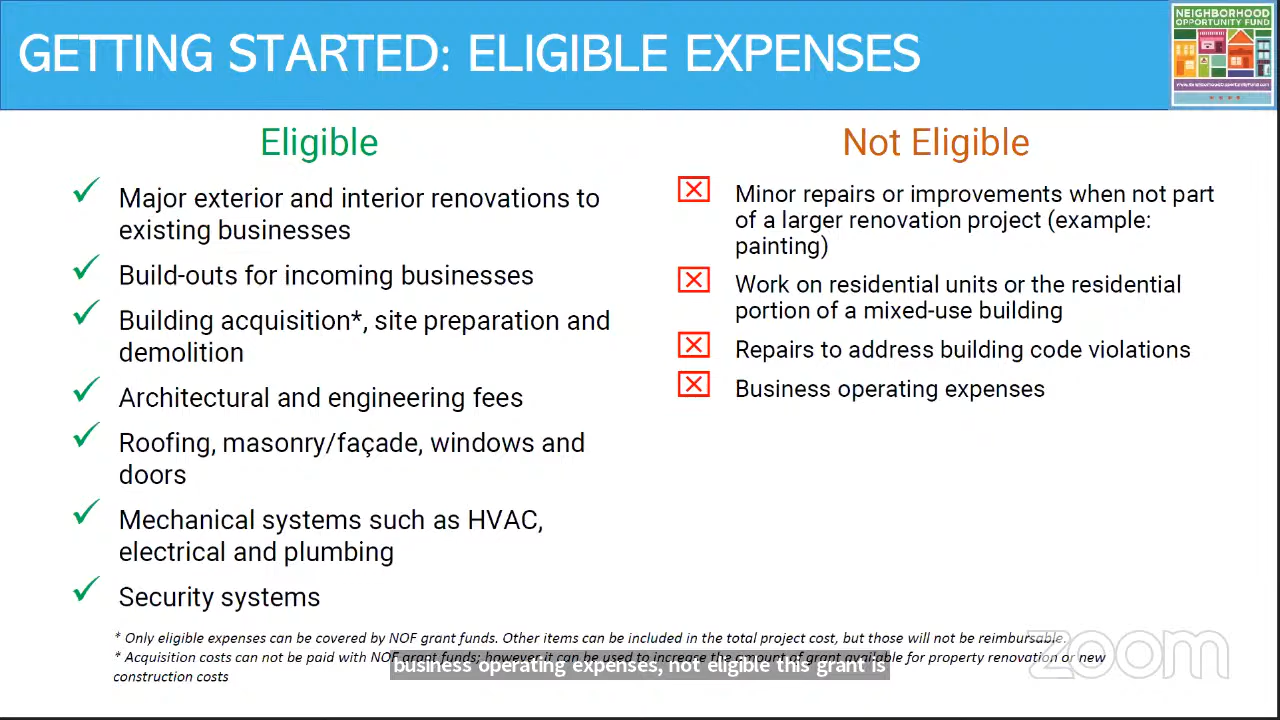 GETTING STARTED: ELIGIBLE EXPENSES
NEIGHBORHOOD
OPPORTUNITY FUND
www.neighborhoodopportunityfund.com
Eligible
Major exterior and interior renovations to
existing businesses
Build-outs for incoming businesses
Building acquisition*, site preparation and
demolition
Architectural and engineering fees
Roofing, masonry/façade, windows and
doors
Mechanical systems such as HVAC,
electrical and plumbing
Security systems
Not Eligible
Minor repairs or improvements when not part
of a larger renovation project (example:
painting)
Work on residential units or the residential
portion of a mixed-use building
Repairs to address building code violations
Business operating expenses
* Only eligible expenses can be covered by NOF grant funds. Other items can be included in the total project cost, but those will not be reimbursable.
* Acquisition costs can not be paid with NOF grant funds; however it can be used to increase the amount of grant available for property renovation or new
construction costs
business operating expenses, not eligible this grant is
zoom